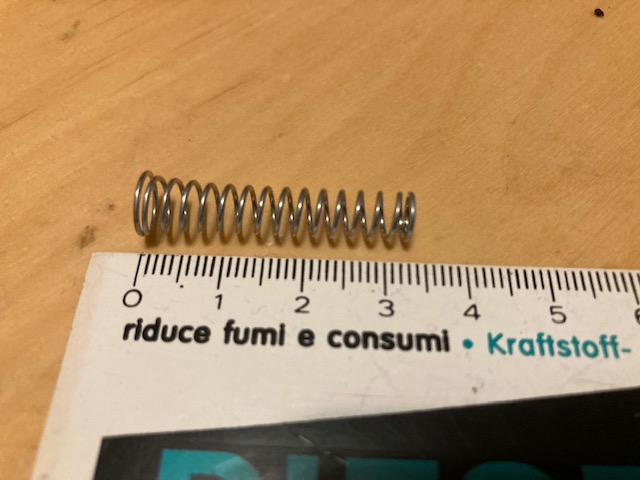 0 1 2 3 4 5 6
riduce fumi e consumi • Kraftstoff-